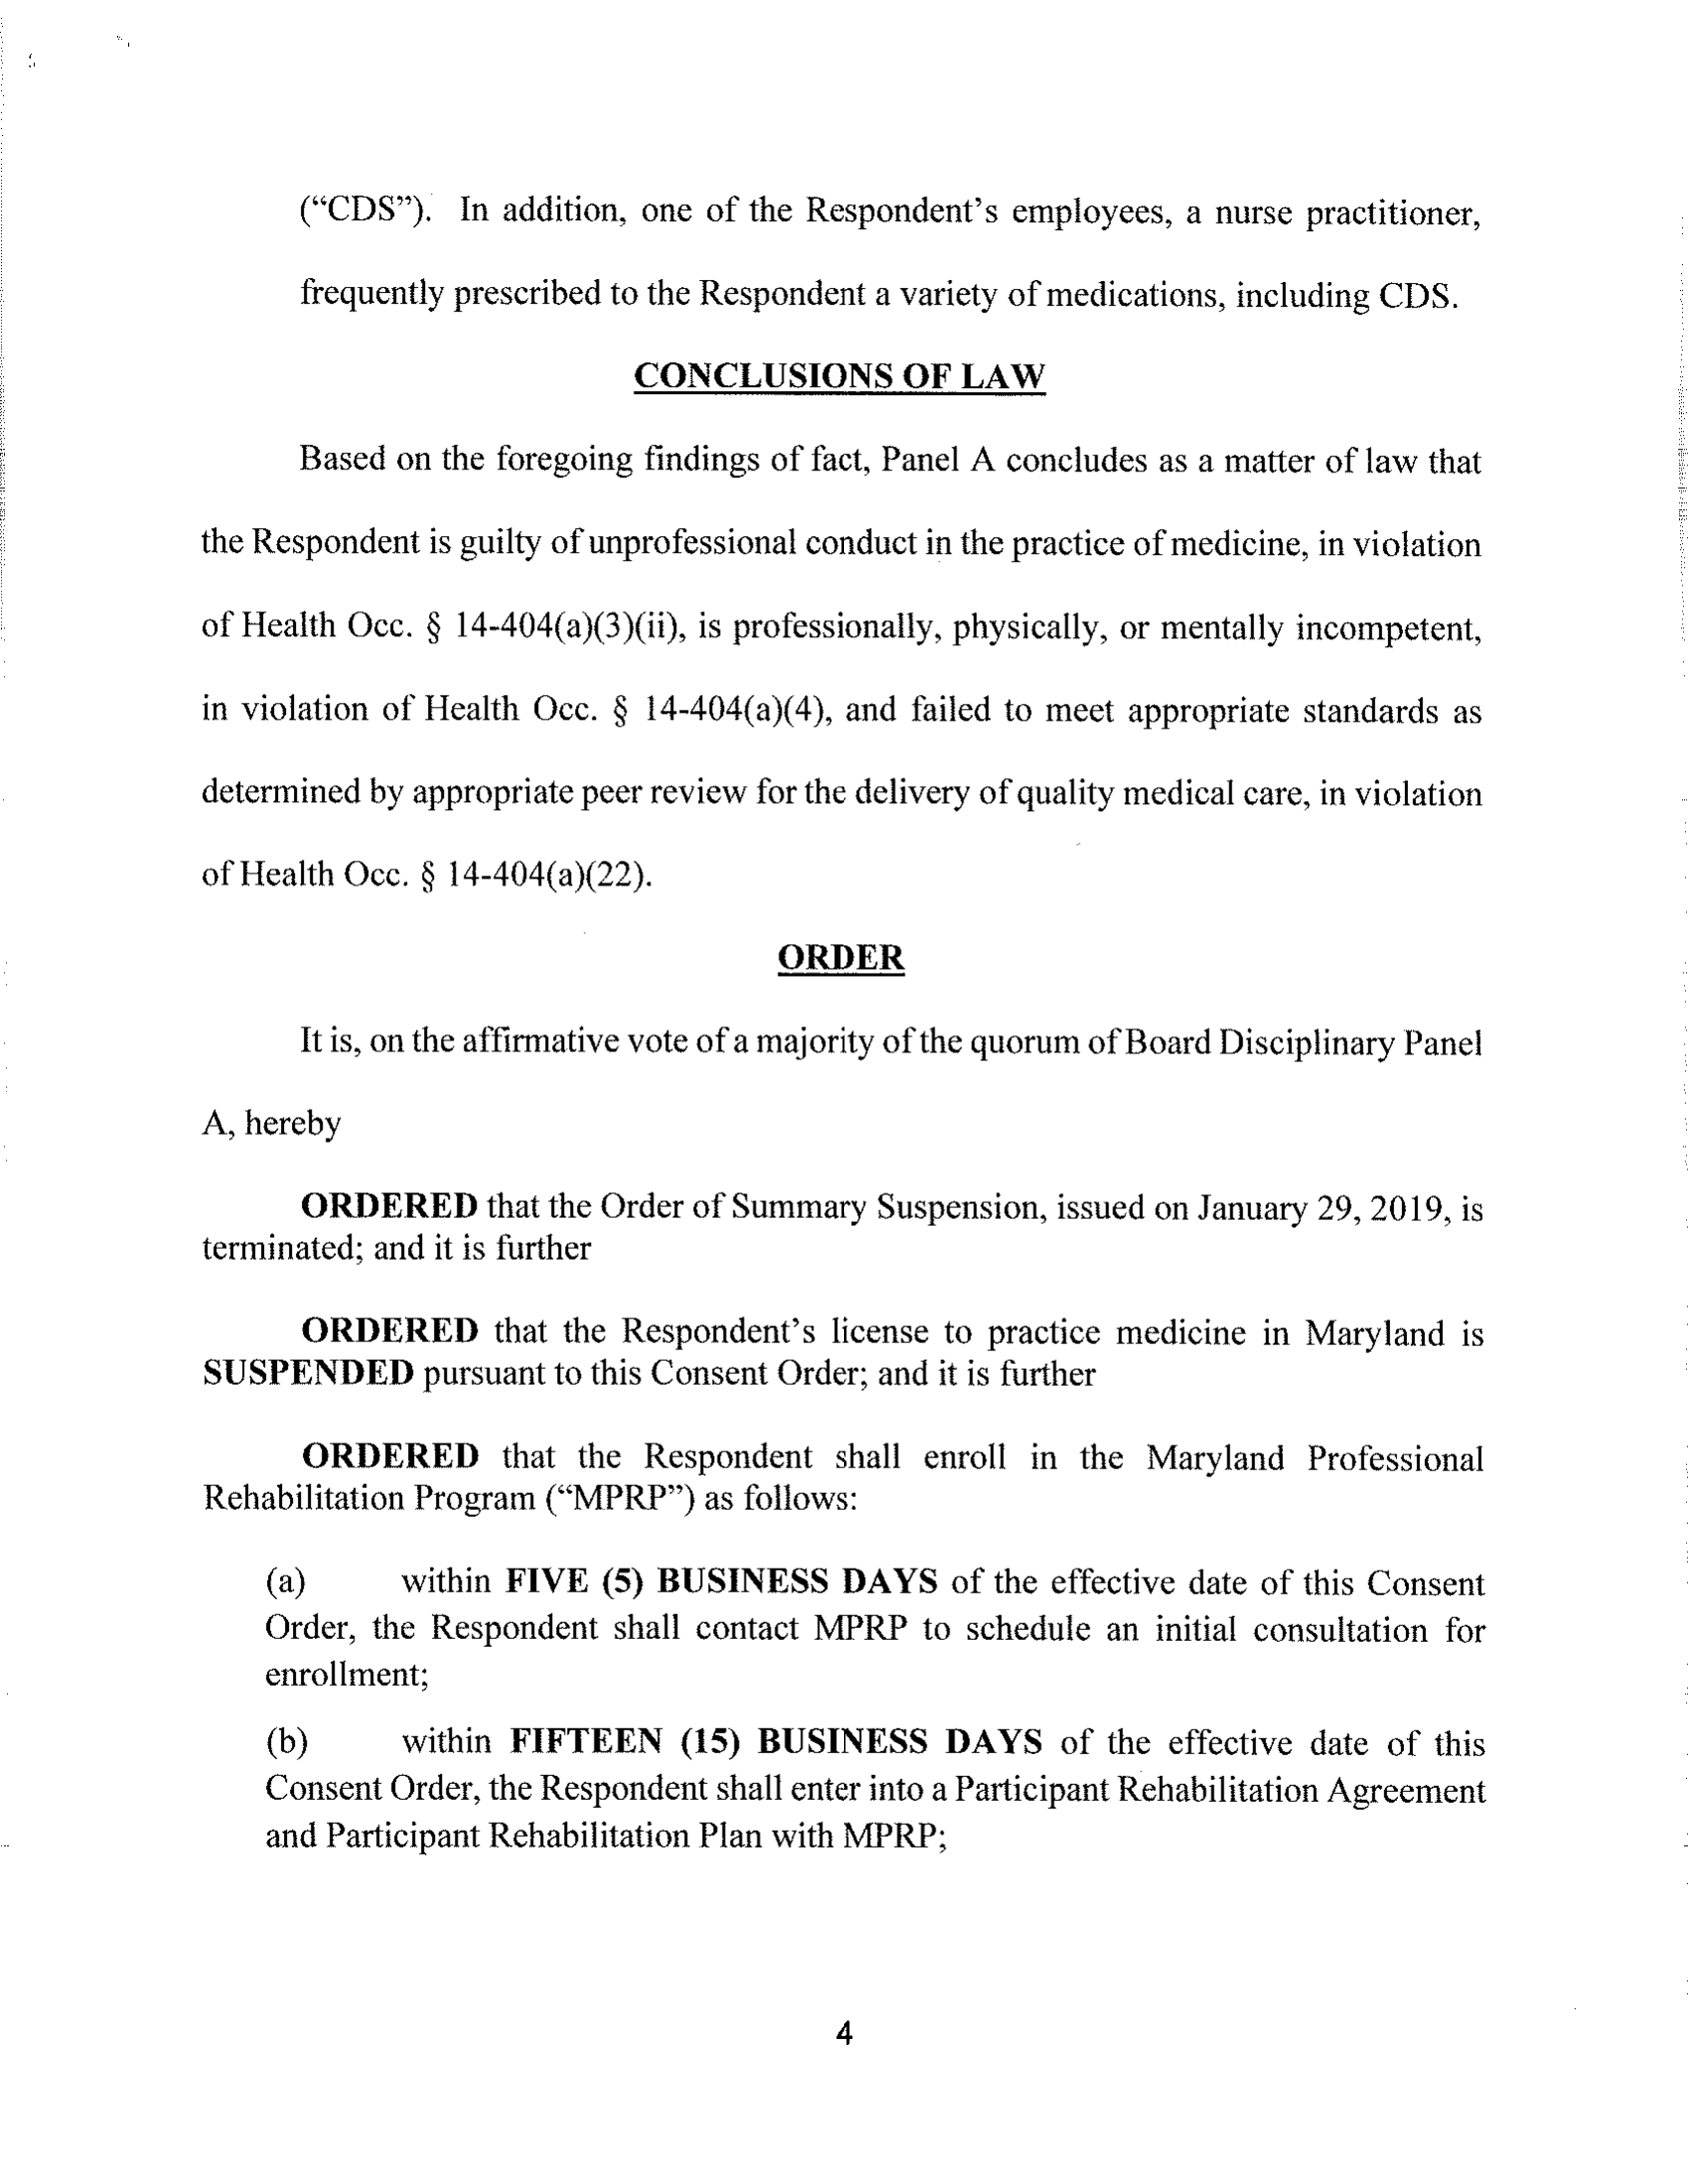 ("CDS"). In addition, one of the Respondent's employees, a nurse practitioner,
frequently prescribed to the Respondent a variety of medications, including CDS.
CONCLUSIONS OF LAW
Based on the foregoing findings of fact, Panel A concludes as a matter of law that
the Respondent is guilty of unprofessional conduct in the practice of medicine, in violation
of Health Occ. § 14-404(a)(3)(ii), is professionally, physically, or mentally incompetent,
in violation of Health Occ. § 14-404(a)(4), and failed to meet appropriate standards as
determined by appropriate peer review for the delivery of quality medical care, in violation
of Health Occ. § 14-404(a)(22).
ORDER
It is, on the affirmative vote of a majority of the quorum of Board Disciplinary Panel
A, hereby
ORDERED that the Order of Summary Suspension, issued on January 29, 2019, is
terminated; and it is further
ORDERED that the Respondent's license to practice medicine in Maryland is
SUSPENDED pursuant to this Consent Order; and it is further
ORDERED that the Respondent shall enroll in the Maryland Professional
Rehabilitation Program ("MPRP") as follows:
(a) within FIVE (5) BUSINESS DAYS of the effective date of this Consent
Order, the Respondent shall contact MPRP to schedule an initial consultation for
enrollment;
(b) within FIFTEEN (15) BUSINESS DAYS of the effective date of this
Consent Order, the Respondent shall enter into a Participant Rehabilitation Agreement
and Participant Rehabilitation Plan with MPRP;
4